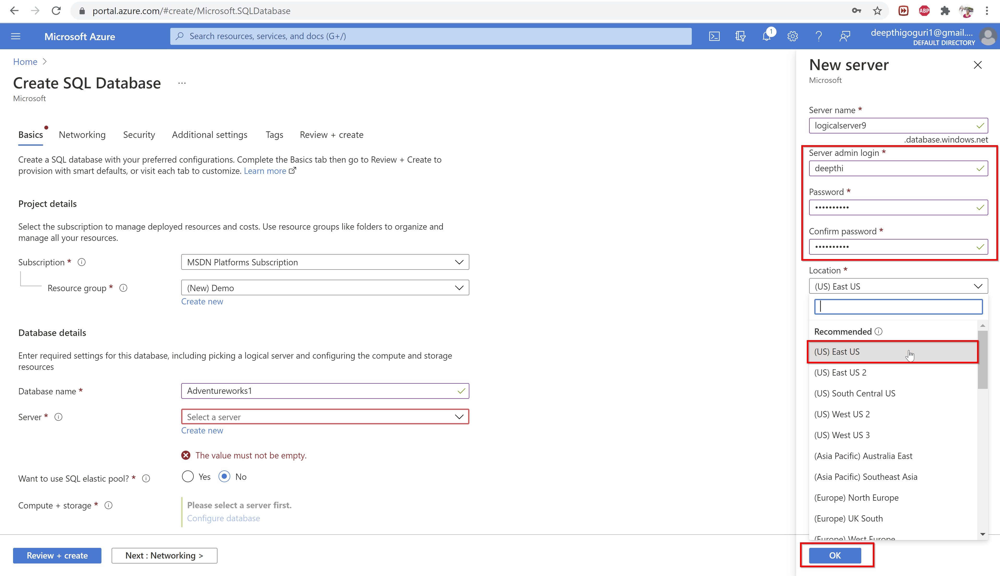 portal.azure.com/#create/Microsoft.SQLDatabase
ABP
Microsoft Azure
Search resources, services, and docs (G+/)
1
deepthigoguri1@gmail....
DEFAULT DIRECTORY
Home
Create SQL Database
...
Microsoft
Basics
Networking
Security
Additional settings
Tags
Review + create
Create a SQL database with your preferred configurations. Complete the Basics tab then go to Review + Create to
provision with smart defaults, or visit each tab to customize. Learn more
Project details
Select the subscription to manage deployed resources and costs. Use resource groups like folders to organize and
manage all your resources.
Subscription *
MSDN Platforms Subscription
Resource group *
(New) Demo
Create new
Database details
Enter required settings for this database, including picking a logical server and configuring the compute and storage
resources
Database name *
Adventureworks1
Server *
Select a server
Create new
The value must not be empty.
Want to use SQL elastic pool? *
Yes
No
Compute + storage *
Please select a server first.
Configure database
Review + create
Next : Networking >
New server
Microsoft
Server name *
logicalserver9
.database.windows.net
Server admin login *
deepthi
Password *
••••••••••
Confirm password *
••••••••••
Location *
(US) East US
Recommended
(US) East US
(US) East US 2
(US) South Central US
(US) West US 2
(US) West US 3
(Asia Pacific) Australia East
(Asia Pacific) Southeast Asia
(Europe) North Europe
(Europe) UK South
(Europe) West Europe
OK